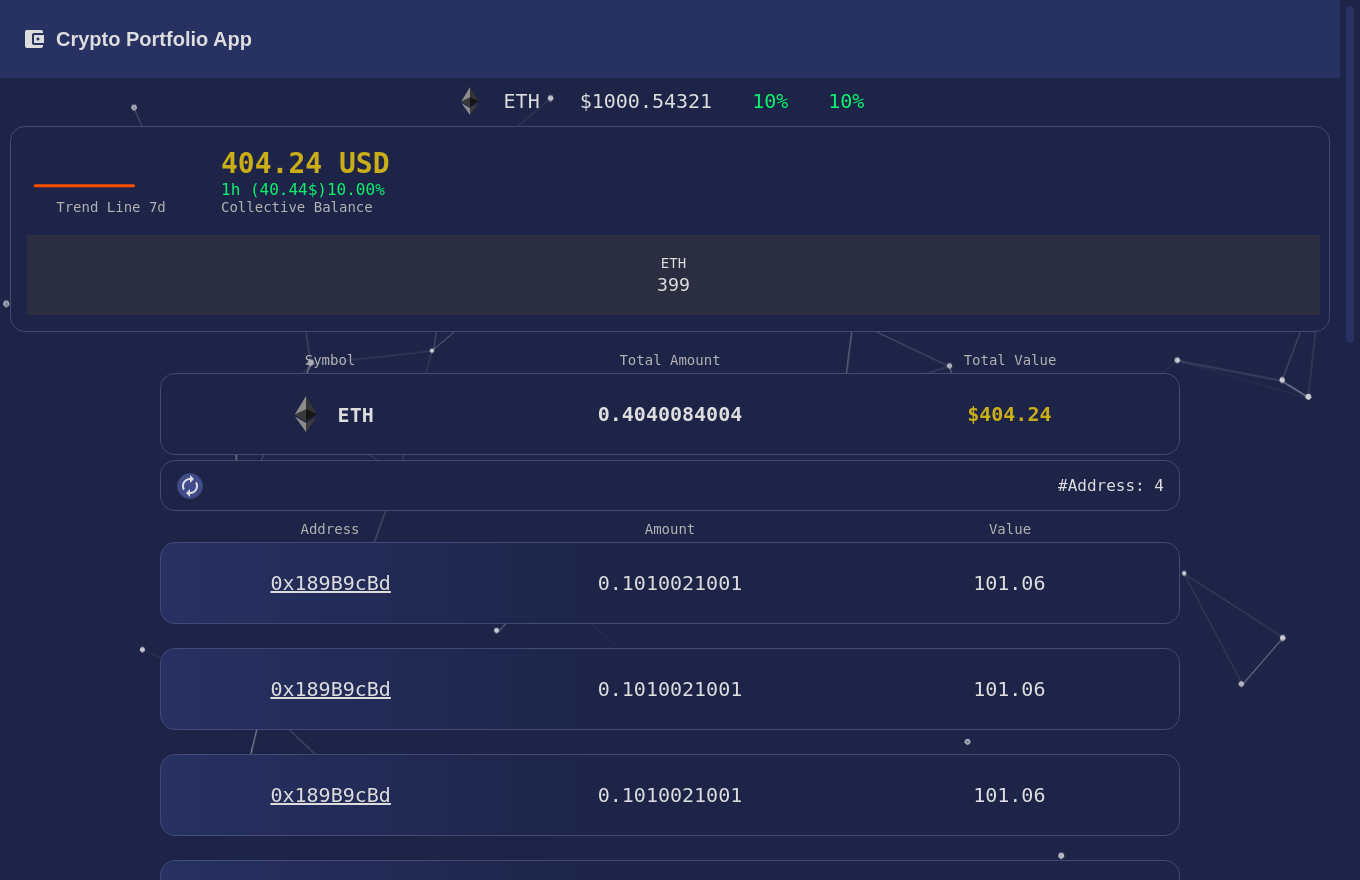 Crypto Portfolio App
ETH $1000.54321 10% 10%
404.24 USD
1h (40.44$)10.00%
Trend Line 7d Collective Balance
ETH
399
Symbol Total Amount Total Value
ETH 0.4040084004 $404.24
#Address: 4
Address Amount Value
0x189B9cBd 0.1010021001 101.06
0x189B9cBd 0.1010021001 101.06
0x189B9cBd 0.1010021001 101.06